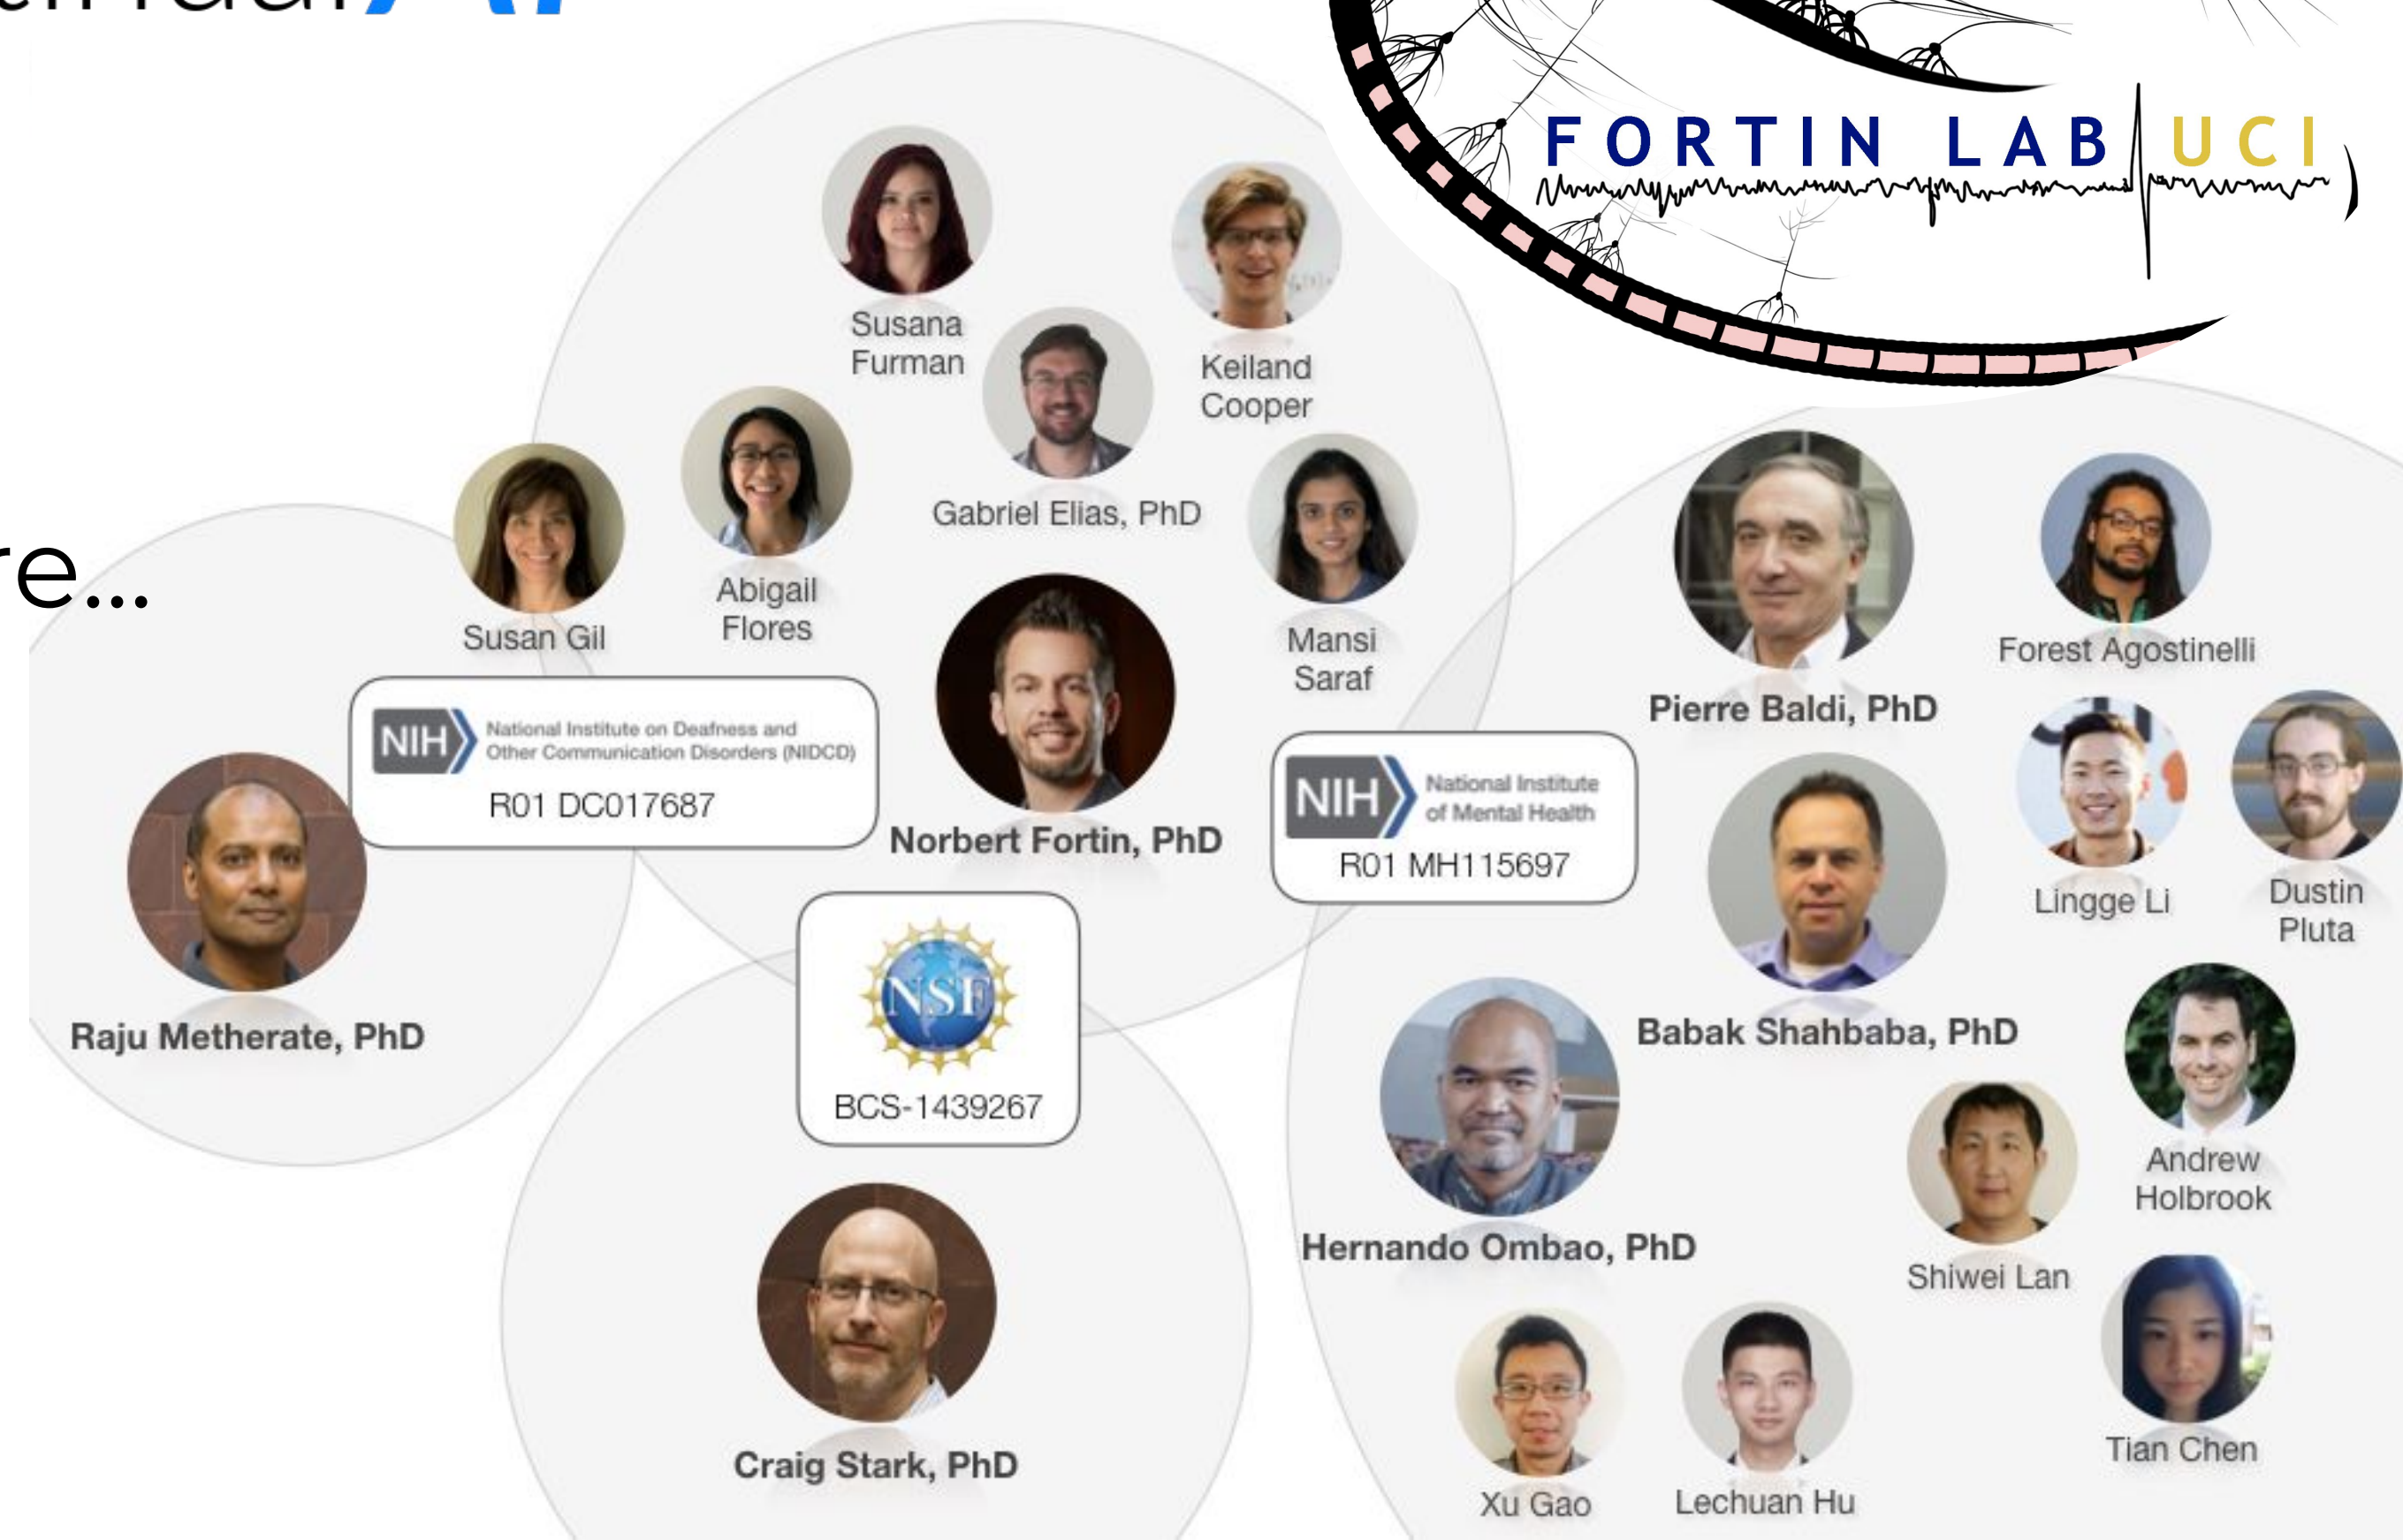 FORTIN LAB UCI
Susana
Furman
Keiland
Cooper
Gabriel Elias, PhD
Abigail
Flores
Susan Gil
Mansi
Saraf
Norbert Fortin, PhD
NIH
National Institute on Deafness and
Other Communication Disorders (NIDCD)
R01 DC017687
Raju Metherate, PhD
NIH
National Institute
of Mental Health
R01 MH115697
NSF
BCS-1439267
Craig Stark, PhD
Pierre Baldi, PhD
Forest Agostinelli
Lingge Li
Dustin
Pluta
Babak Shahbaba, PhD
Hernando Ombao, PhD
Andrew
Holbrook
Shiwei Lan
Tian Chen
Xu Gao
Lechuan Hu